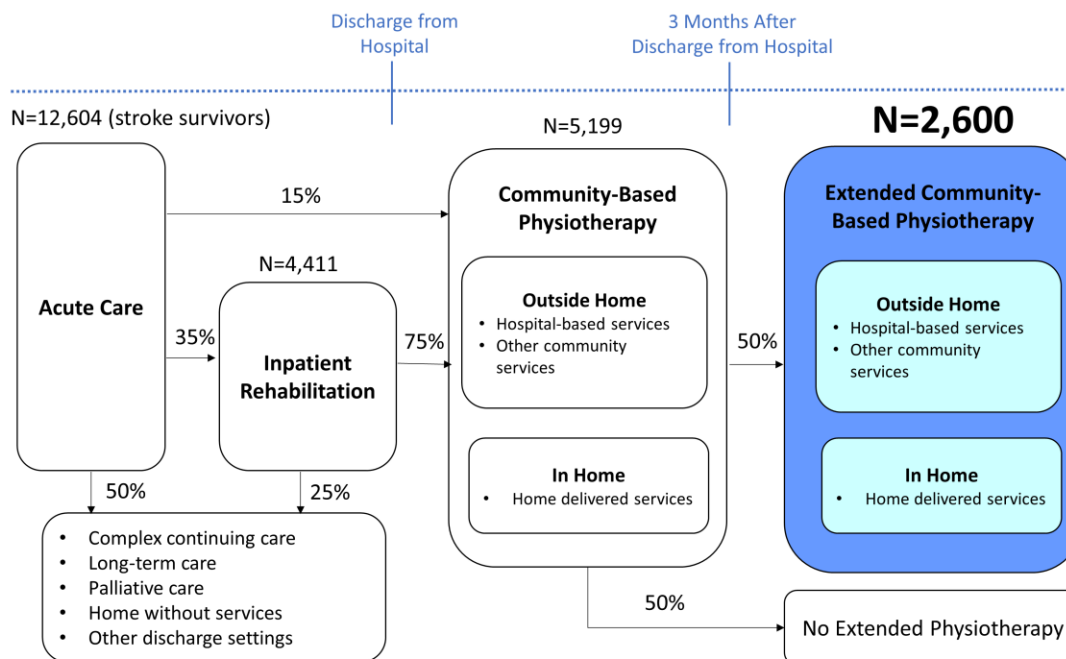 Discharge from
Hospital
3 Months After
Discharge from Hospital
N=12,604 (stroke survivors)
N=5,199
N=2,600
Acute Care
15%
35%
50%
N=4,411
Inpatient
Rehabilitation
75%
25%
• Complex continuing care
• Long-term care
• Palliative care
• Home without services
• Other discharge settings
Community-Based
Physiotherapy
Outside Home
• Hospital-based services
• Other community
services
In Home
• Home delivered services
50%
50%
Extended Community-
Based Physiotherapy
Outside Home
• Hospital-based services
• Other community
services
In Home
• Home delivered services
No Extended Physiotherapy